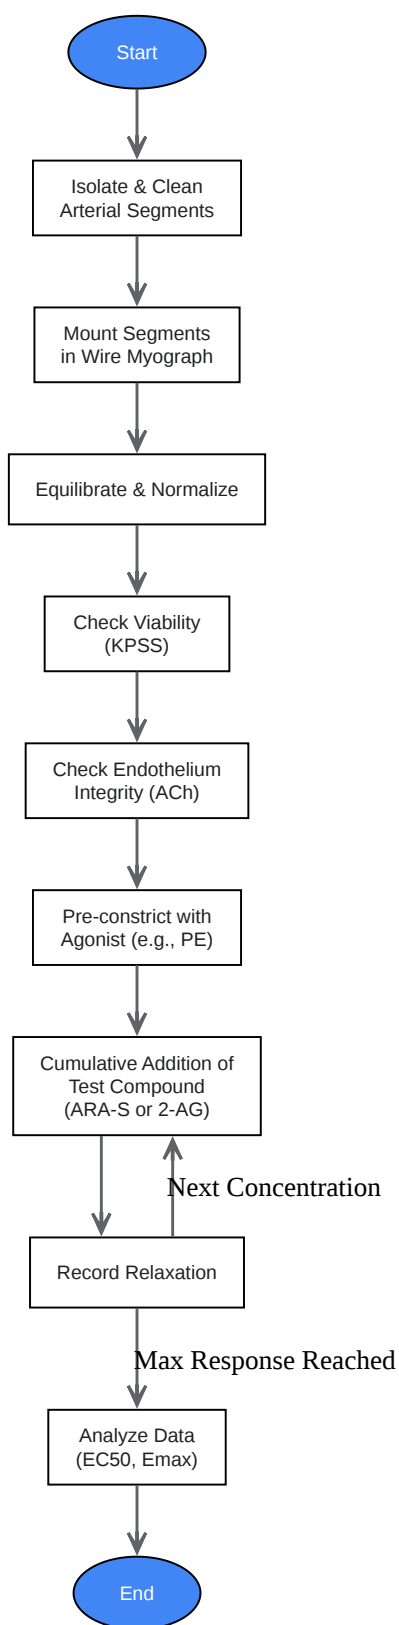 Start
Isolate & Clean
Arterial Segments
Mount Segments
in Wire Myograph
Equilibrate & Normalize
Check Viability
(KPSS)
Check Endothelium
Integrity (ACh)
Pre-constrict with
Agonist (e.g., PE)
Cumulative Addition of
Test Compound
(ARA-S or 2-AG)
Next Concentration
Record Relaxation
Max Response Reached
Analyze Data
(EC50, Emax)
End